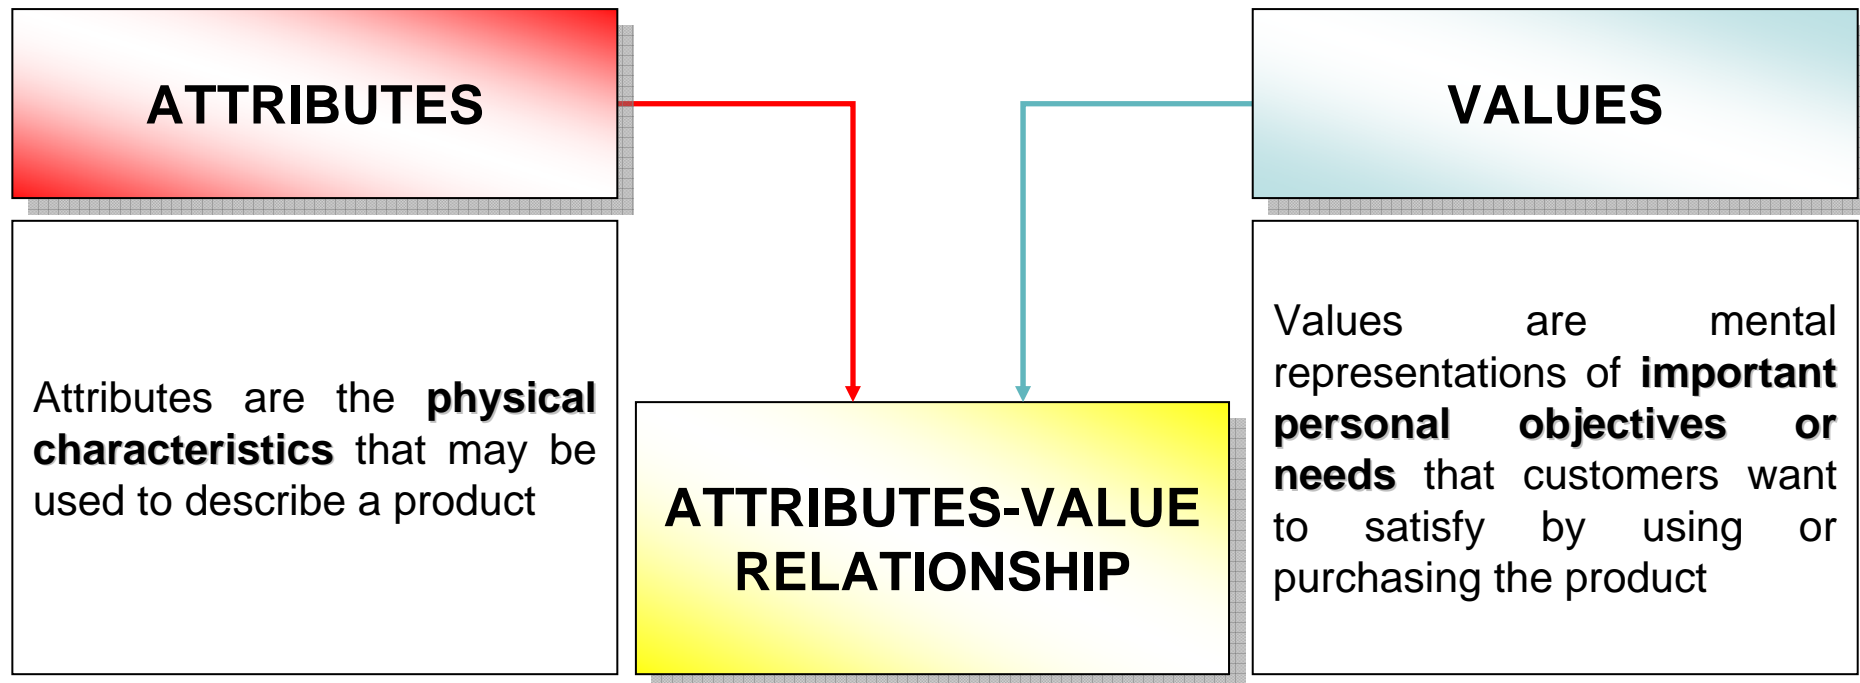 ATTRIBUTES
Attributes are the physical
characteristics that may be
used to describe a product
ATTRIBUTES-VALUE
RELATIONSHIP
VALUES
Values are mental
representations of important
personal objectives or
needs that customers want
to satisfy by using or
purchasing the product